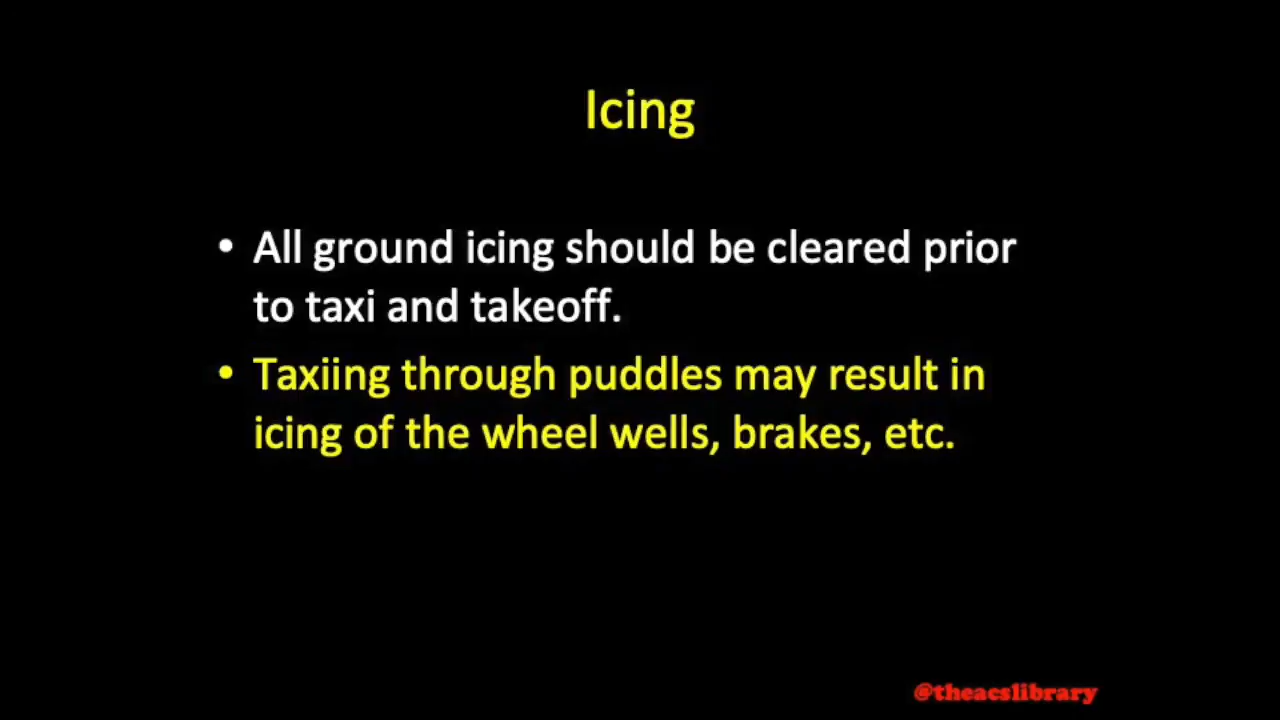 Icing
• All ground icing should be cleared prior
to taxi and takeoff.
• Taxiing through puddles may result in
icing of the wheel wells, brakes, etc.
@theacslibrary